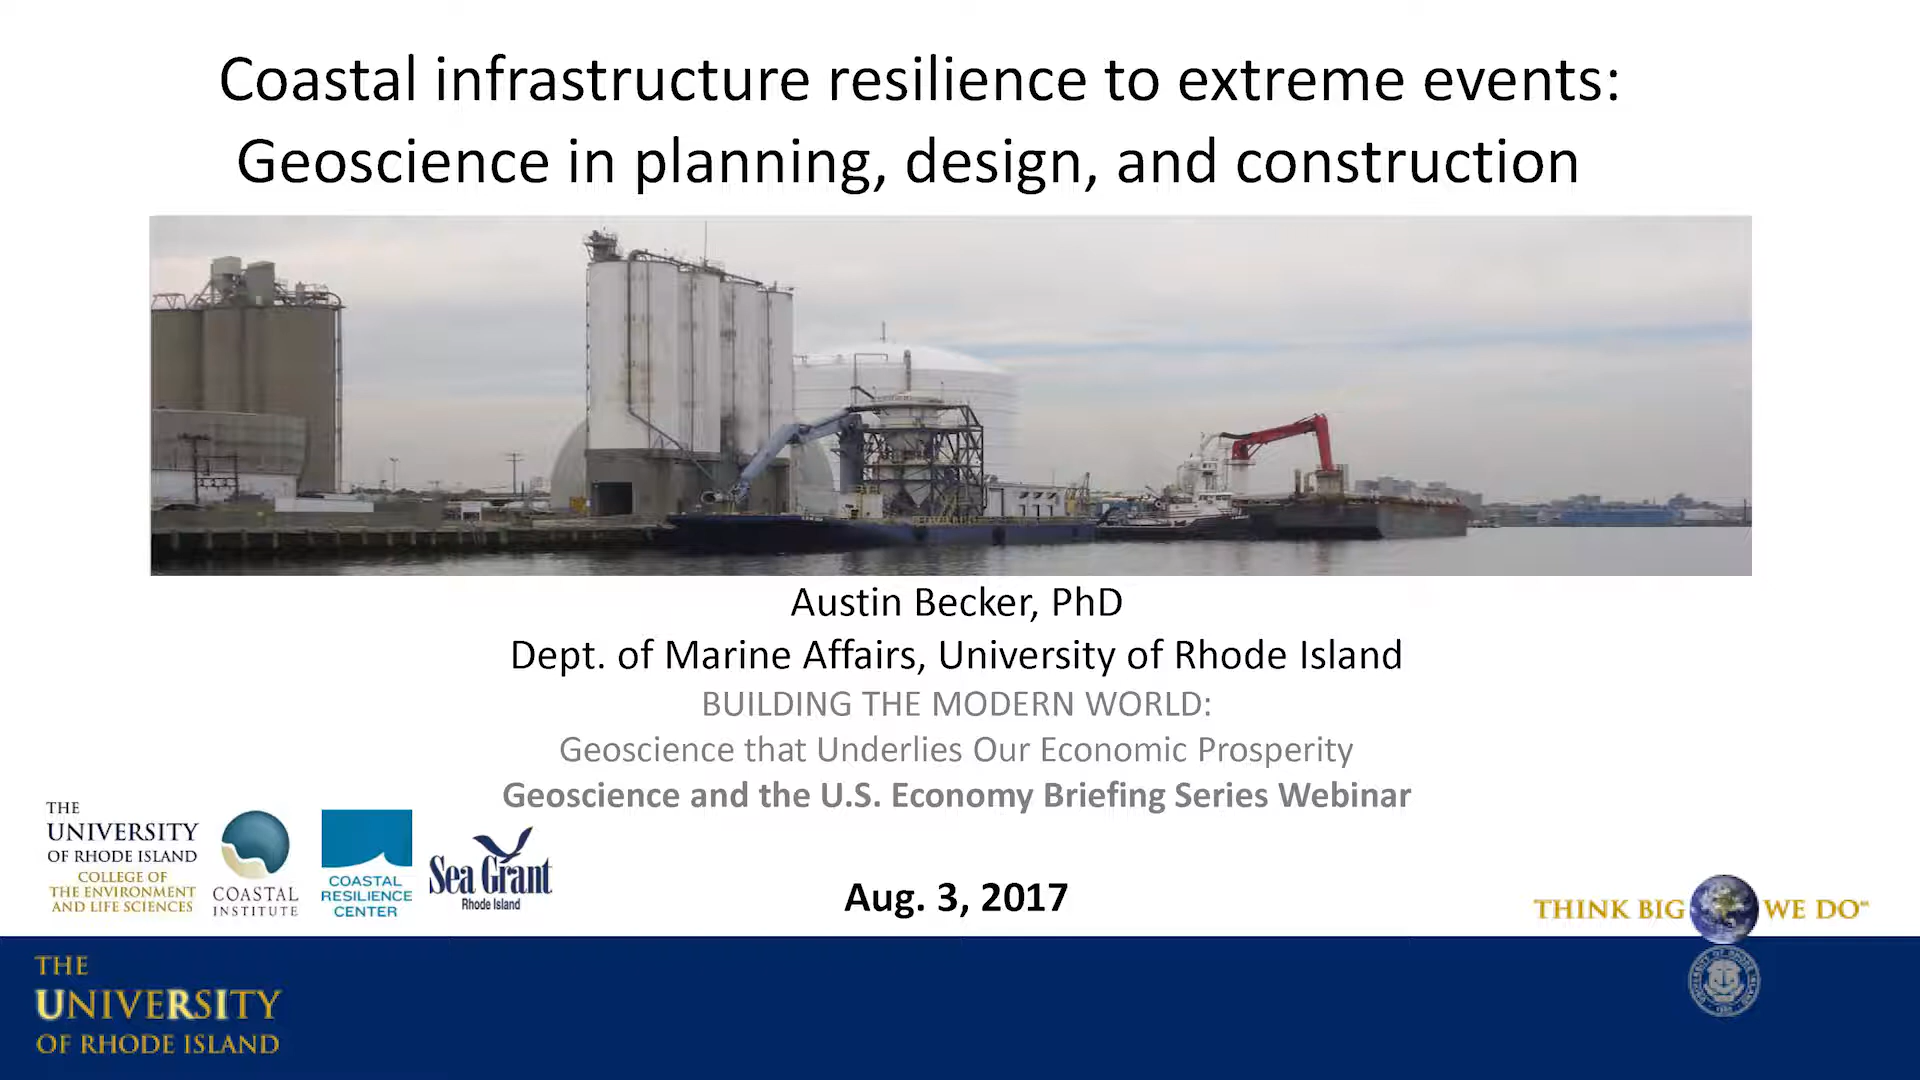 Coastal infrastructure resilience to extreme events:
Geoscience in planning, design, and construction
Austin Becker, PhD
Dept. of Marine Affairs, University of Rhode Island
BUILDING THE MODERN WORLD:
Geoscience that Underlies Our Economic Prosperity
Geoscience and the U.S. Economy Briefing Series Webinar
Aug. 3, 2017
THE
UNIVERSITY
OF RHODE ISLAND
COLLEGE OF
THE ENVIRONMENT
AND LIFE SCIENCES
COASTAL
INSTITUTE
COASTAL
RESILIENCE
CENTER
Sea Grant
Rhode Island
THINK BIG WE DO
THE
UNIVERSITY
OF RHODE ISLAND